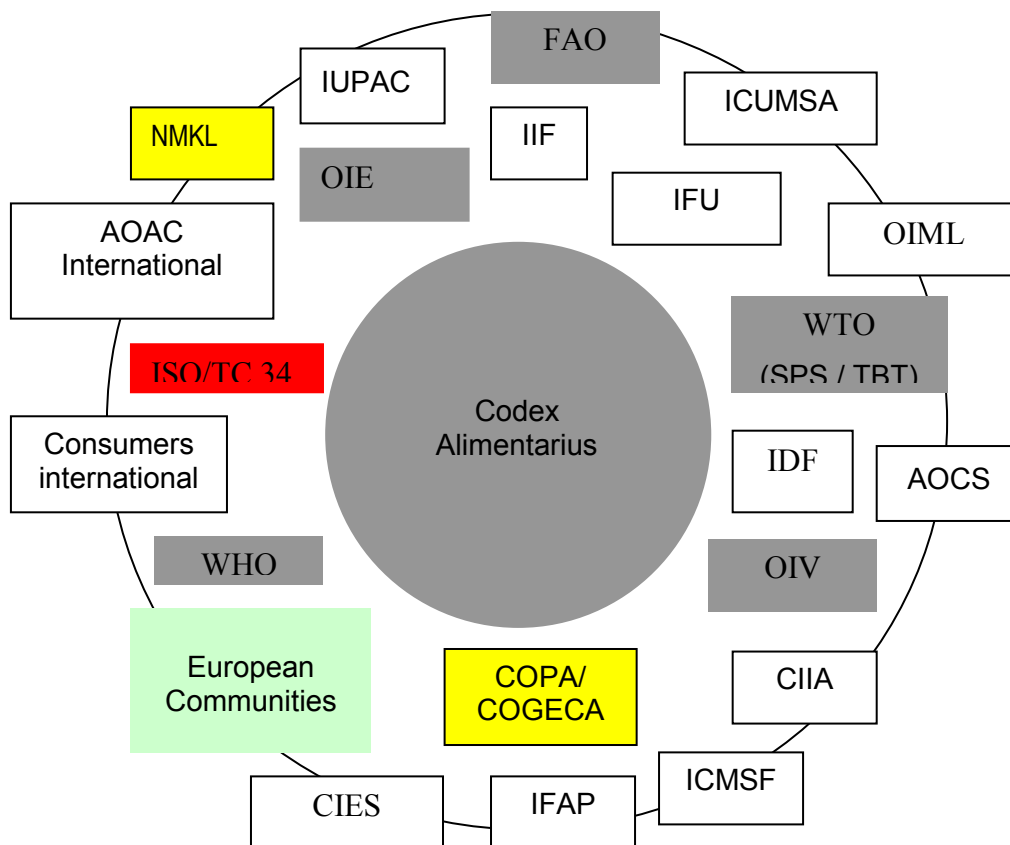 FAO
IUPAC
ICUMSA
NMKL
IIF
OIE
IFU
AOAC
International
OIML
WTO
(SPS / TBT)
ISO/TC 34
Codex
Alimentarius
Consumers
international
IDF
AOCS
WHO
OIV
European
Communities
COPA/
COGECA
CIIA
ICMSF
CIES
IFAP